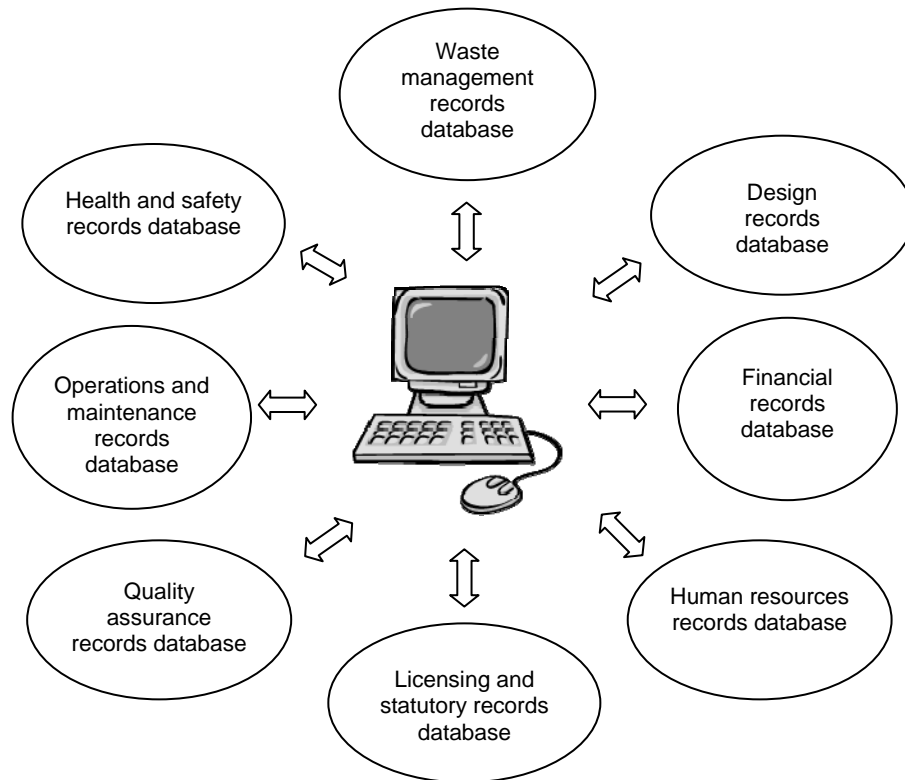 Waste
management
records
database
Health and safety
records database
Design
records
database
Operations and
maintenance
records
database
Financial
records
database
Quality
assurance
records database
Human resources
records database
Licensing and
statutory records
database